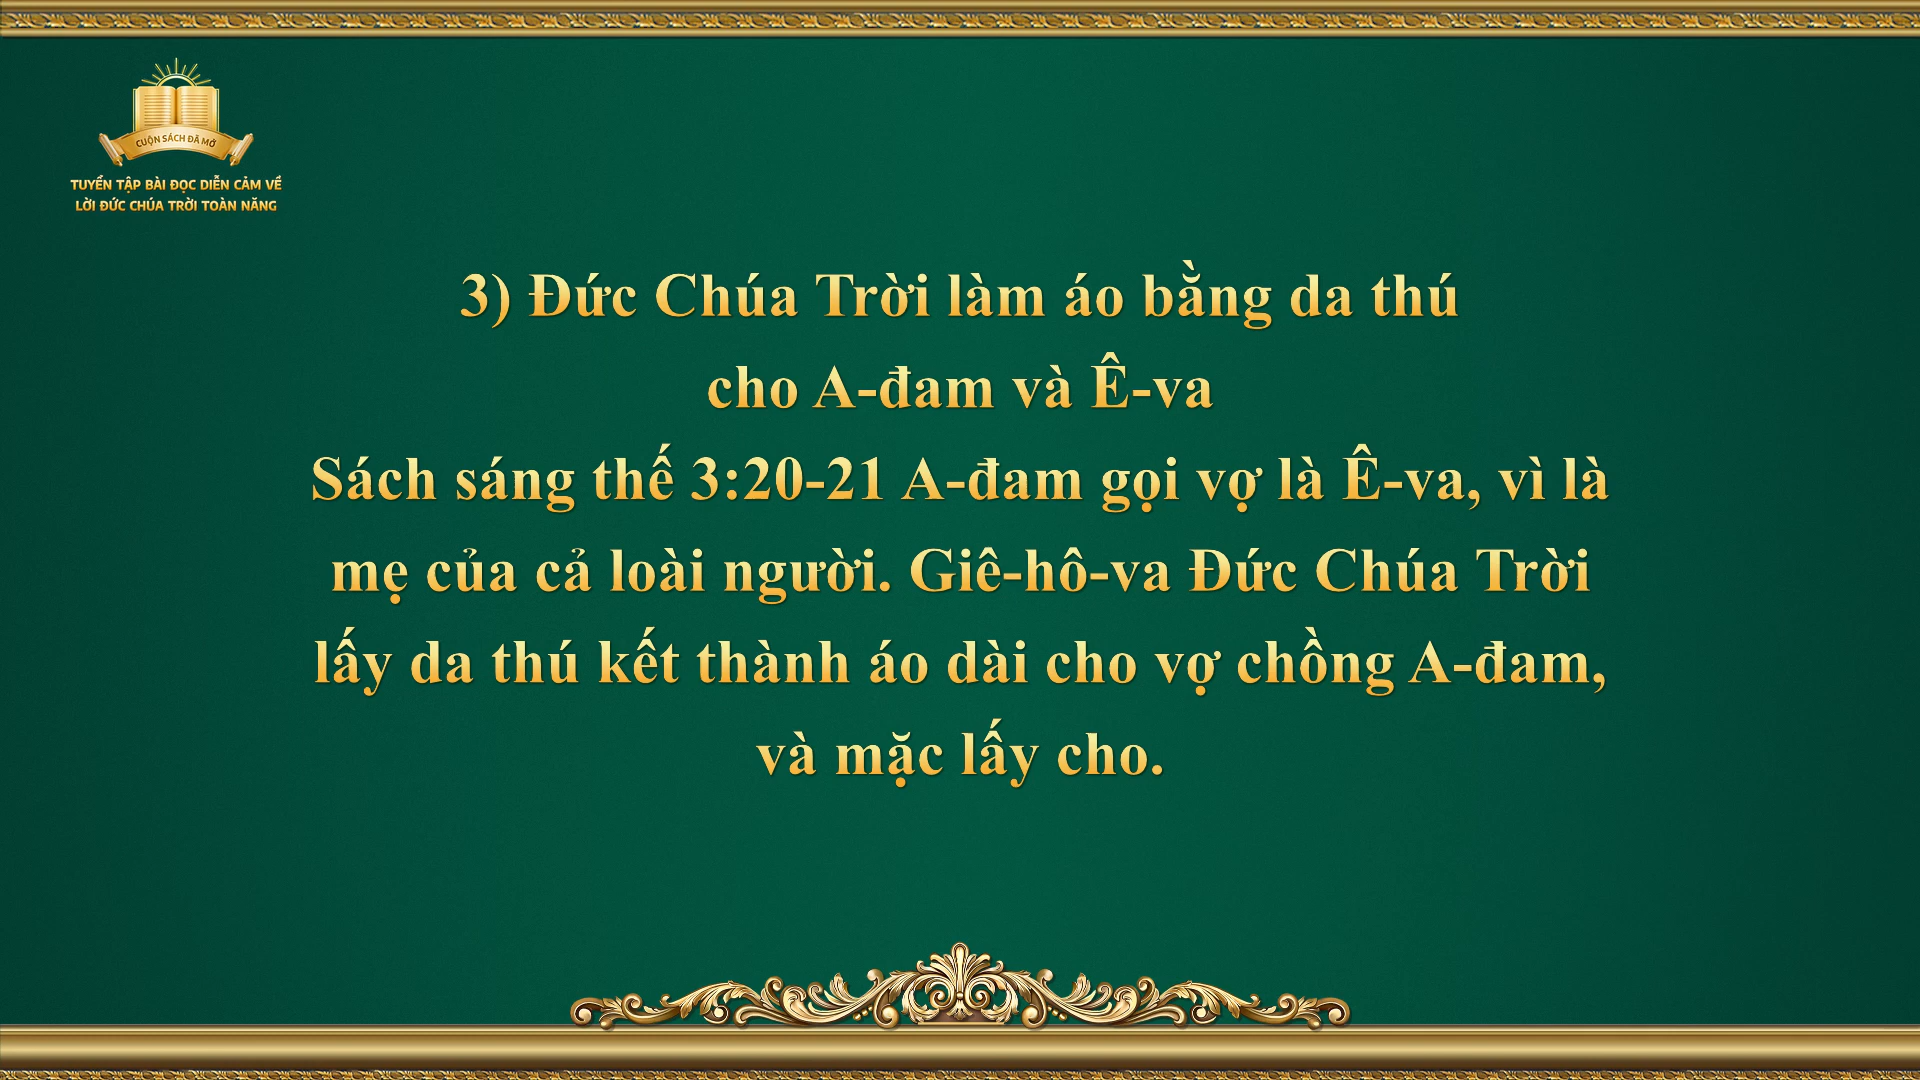 CUỘN SÁCH ĐÃ MỞ
TUYỂN TẬP BÀI ĐỌC DIỄN CẢM VỀ
LỜI ĐỨC CHÚA TRỜI TOÀN NĂNG
3) Đức Chúa Trời làm áo bằng da thú
cho A-đam và Ê-va
Sách sáng thế 3:20-21 A-đam gọi vợ là Ê-va, vì là
mẹ của cả loài người. Giê-hô-va Đức Chúa Trời
lấy da thú kết thành áo dài cho vợ chồng A-đam,
và mặc lấy cho.